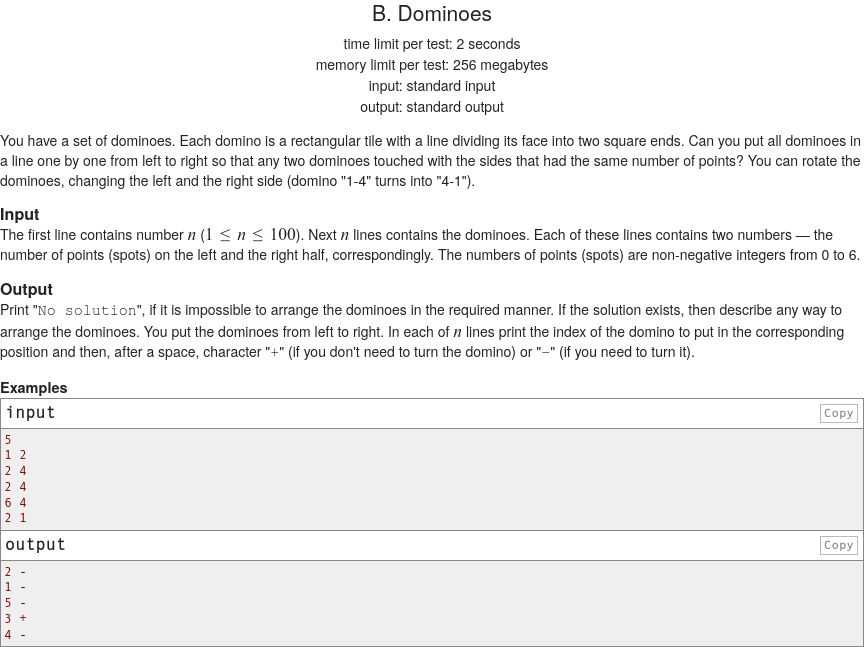 B. Dominoes
time limit per test: 2 seconds
memory limit per test: 256 megabytes
input: standard input
output: standard output
You have a set of dominoes. Each domino is a rectangular tile with a line dividing its face into two square ends. Can you put all dominoes in
a line one by one from left to right so that any two dominoes touched with the sides that had the same number of points? You can rotate the
dominoes, changing the left and the right side (domino "1-4" turns into "4-1").
Input
The first line contains number n (1 ≤ n ≤ 100). Next n lines contains the dominoes. Each of these lines contains two numbers — the
number of points (spots) on the left and the right half, correspondingly. The numbers of points (spots) are non-negative integers from 0 to 6.
Output
Print "No solution", if it is impossible to arrange the dominoes in the required manner. If the solution exists, then describe any way to
arrange the dominoes. You put the dominoes from left to right. In each of n lines print the index of the domino to put in the corresponding
position and then, after a space, character "+" (if you don't need to turn the domino) or "−" (if you need to turn it).
Examples
input Copy
5
1 2
2 4
2 4
6 4
2 1
output Copy
2 -
1 -
5 -
3 +
4 -